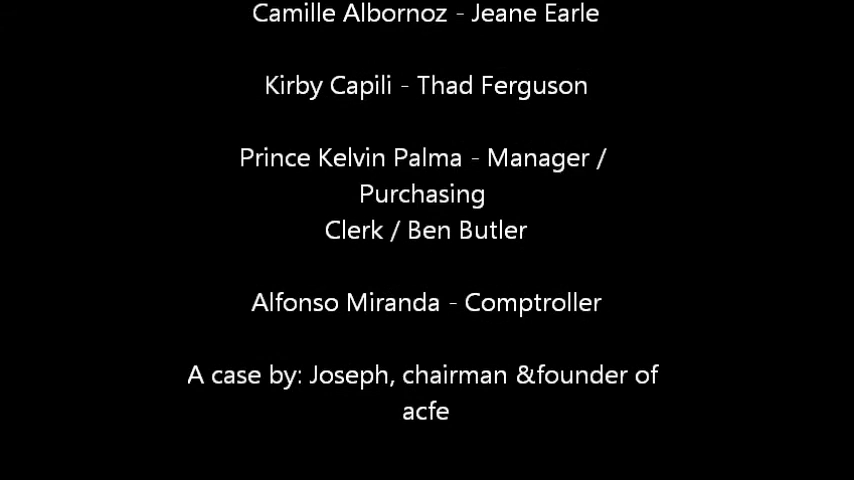 Camille Albornoz - Jeane Earle
Kirby Capili - Thad Ferguson
Prince Kelvin Palma - Manager /
Purchasing
Clerk / Ben Butler
Alfonso Miranda - Comptroller
A case by: Joseph, chairman &founder of
acfe